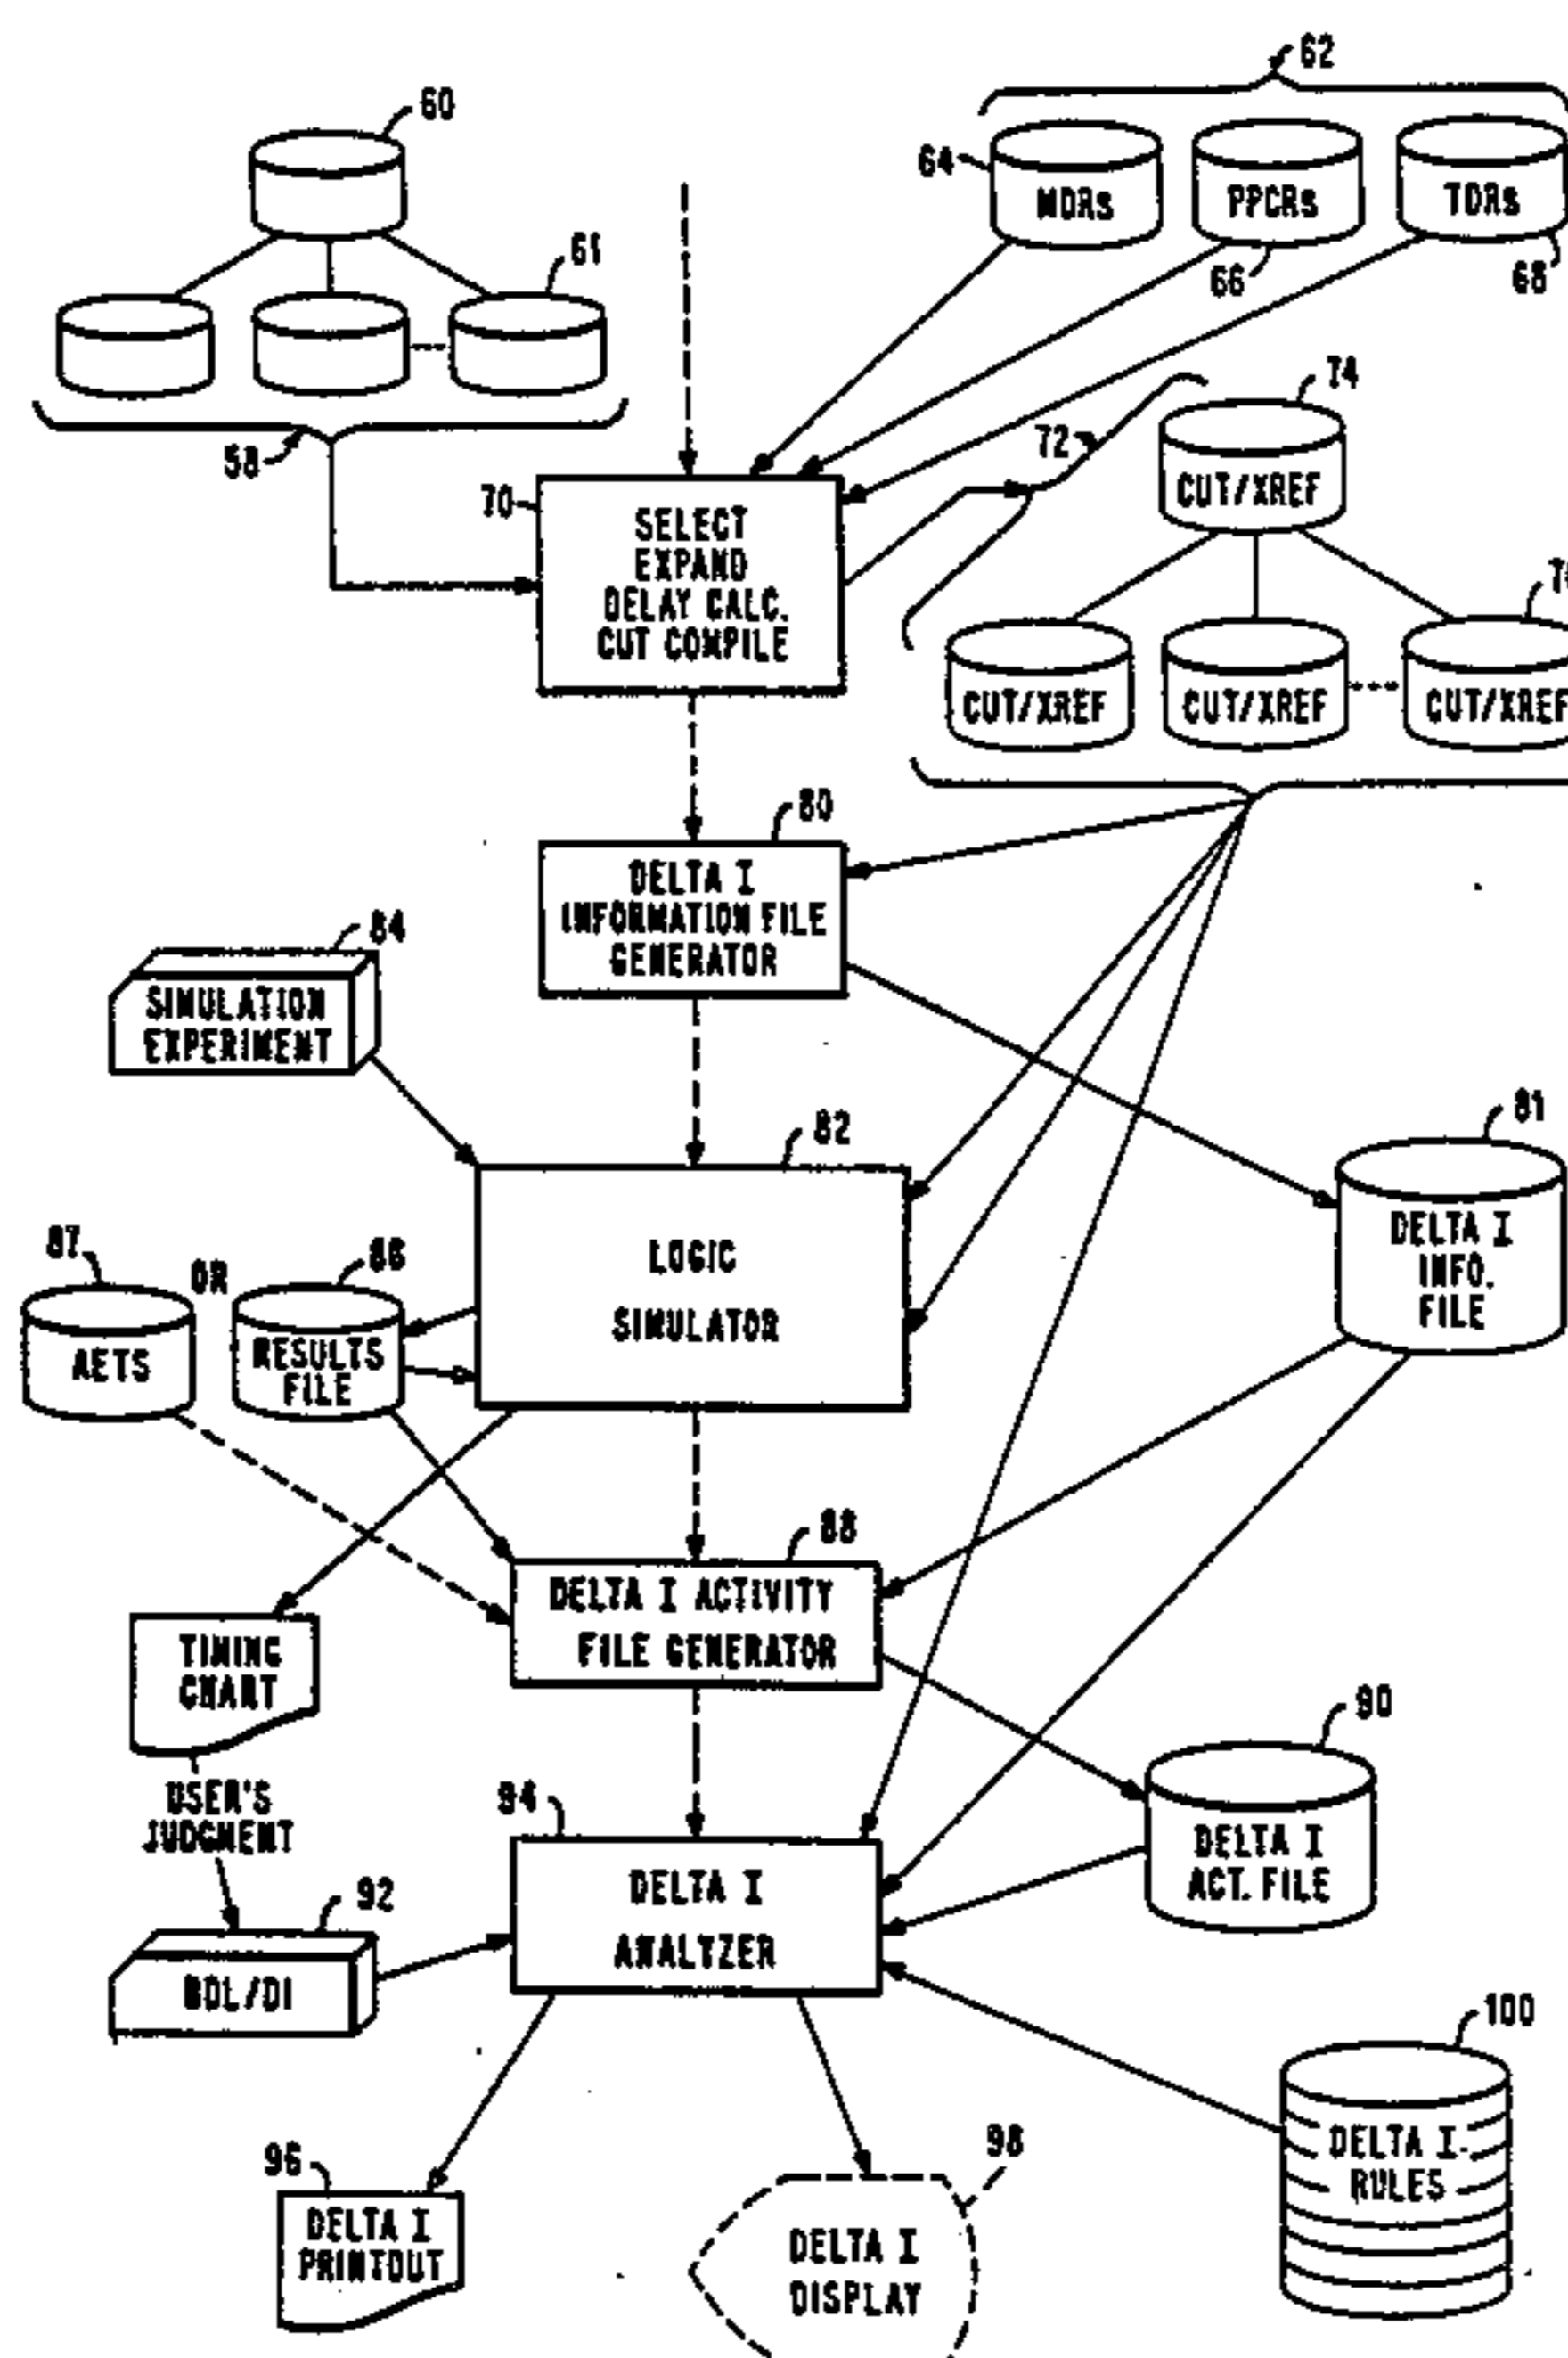 62
60
64
MDRs
PPCRs
TDRs
61
66
68
74
72
58
70
SELECT
EXPAND
DELAY CALC.
CUT COMPILE
CUT/XREF
CUT/XREF
CUT/XREF
CUT/XREF
80
DELTA I
INFORMATION FILE
GENERATOR
84
SIMULATION
EXPERIMENT
81
82
87
OR
86
LOGIC
SIMULATOR
DELTA I
INFO.
FILE
AETS
RESULTS
FILE
88
DELTA I ACTIVITY
FILE GENERATOR
TIMING
CHART
90
USER'S
JUDGMENT
94
DELTA I
ACT. FILE
92
DELTA I
ANALYZER
BDL/DI
100
96
98
DELTA I
RULES
DELTA I
PRINTOUT
DELTA I
DISPLAY